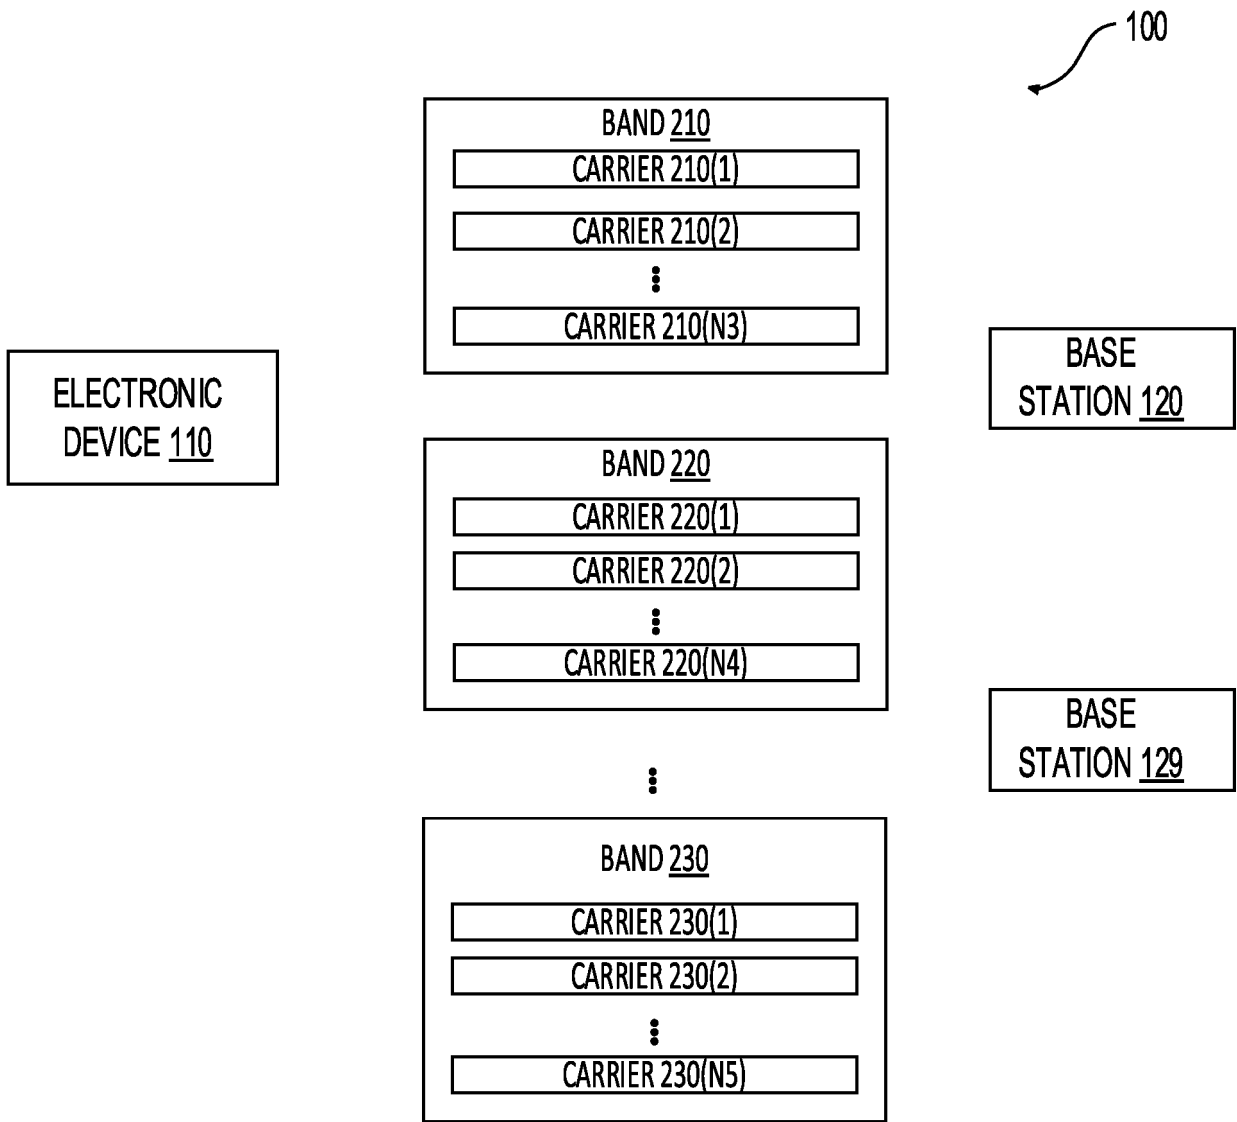 100
BAND 210
CARRIER 210(1)
CARRIER 210(2)
CARRIER 210(N3)
ELECTRONIC
DEVICE 110
BASE
STATION 120
BAND 220
CARRIER 220(1)
CARRIER 220(2)
CARRIER 220(N4)
BASE
STATION 129
BAND 230
CARRIER 230(1)
CARRIER 230(2)
CARRIER 230(N5)